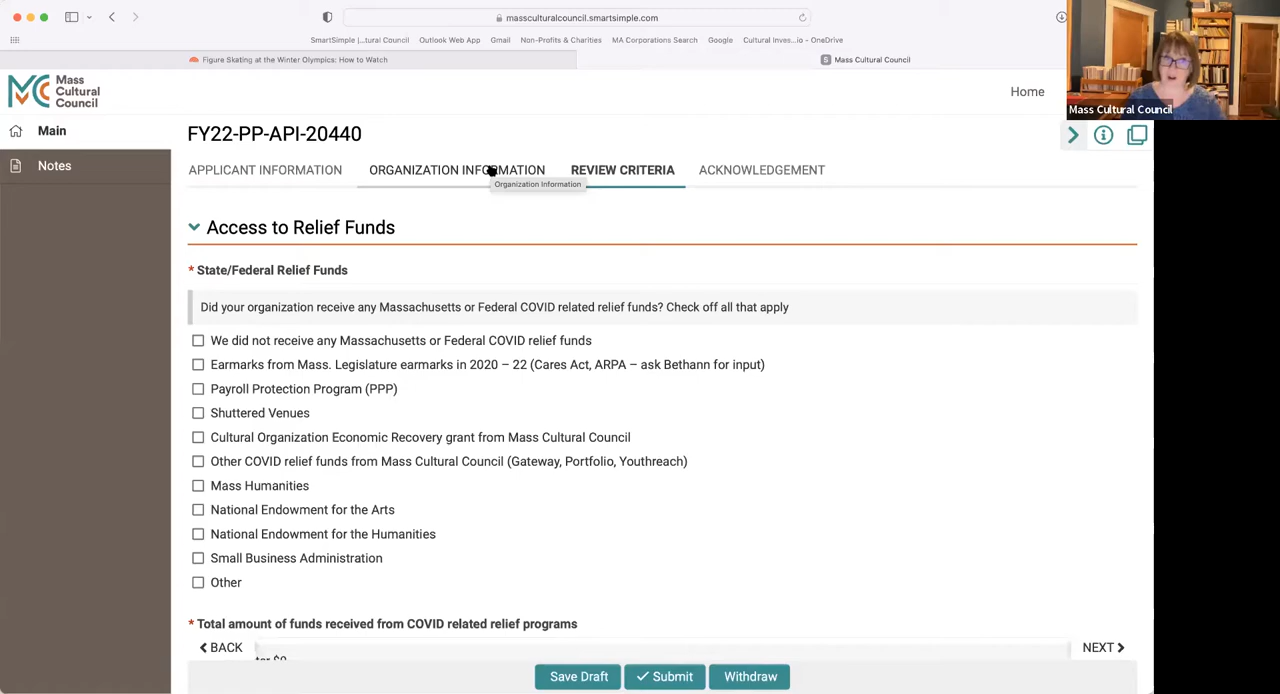 masscultural​council.smartsimple.com
SmartSimple |...tural Council Outlook Web App Gmail Non-Profits & Charities MA Corporations Search Google Cultural Inves...io - OneDrive
Figure Skating at the Winter Olympics: How to Watch
S Mass Cultural Council
MC Mass
Cultural
Council
Home
Mass Cultural Council
Main
Notes
FY22-PP-API-20440
APPLICANT INFORMATION ORGANIZATION INFORMATION REVIEW CRITERIA ACKNOWLEDGEMENT
Organization Information
Access to Relief Funds
* State/Federal Relief Funds
Did your organization receive any Massachusetts or Federal COVID related relief funds? Check off all that apply
We did not receive any Massachusetts or Federal COVID relief funds
Earmarks from Mass. Legislature earmarks in 2020 – 22 (Cares Act, ARPA – ask Bethann for input)
Payroll Protection Program (PPP)
Shuttered Venues
Cultural Organization Economic Recovery grant from Mass Cultural Council
Other COVID relief funds from Mass Cultural Council (Gateway, Portfolio, Youthreach)
Mass Humanities
National Endowment for the Arts
National Endowment for the Humanities
Small Business Administration
Other
* Total amount of funds received from COVID related relief programs
BACK
NEXT
Save Draft Submit Withdraw